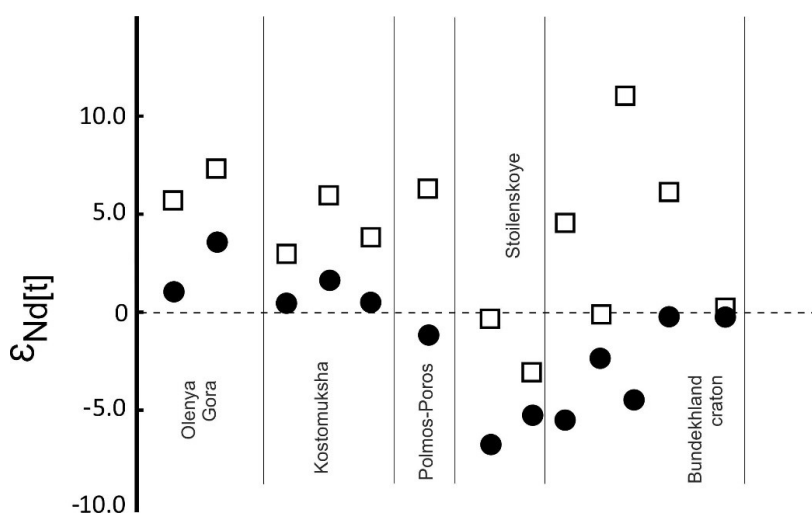 10.0
5.0
0
-5.0
-10.0
εNd[t]
Olenya
Gora
Kostomuksha
Polmos-Poros
Stoilenskoye
Bundekhland
craton